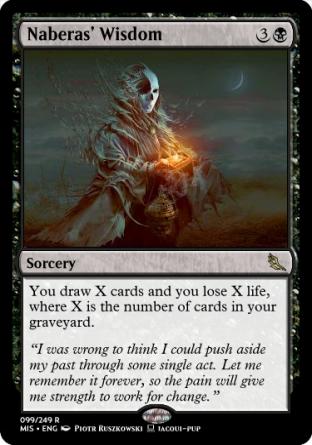 Naberas’ Wisdom 3
Sorcery
You draw X cards and you lose X life,
where X is the number of cards in your
graveyard.
“I was wrong to think I could push aside
my past through some single act. Let me
remember it forever, so the pain will give
me strength to work for change.”
099/249 R
MIS • ENG Piotr Ruszkowski iacobi-pup